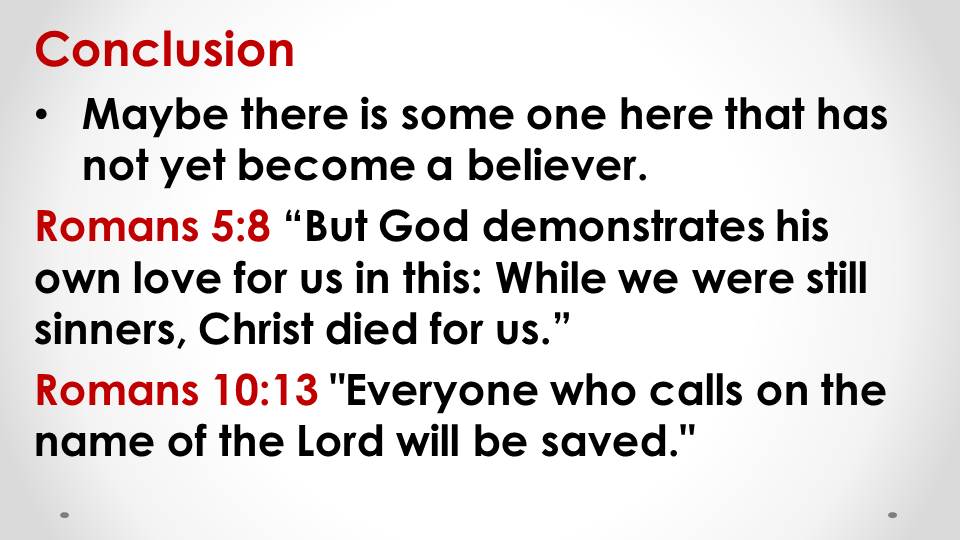 Conclusion
• Maybe there is some one here that has
not yet become a believer.
Romans 5:8 “But God demonstrates his
own love for us in this: While we were still
sinners, Christ died for us.”
Romans 10:13 "Everyone who calls on the
name of the Lord will be saved."